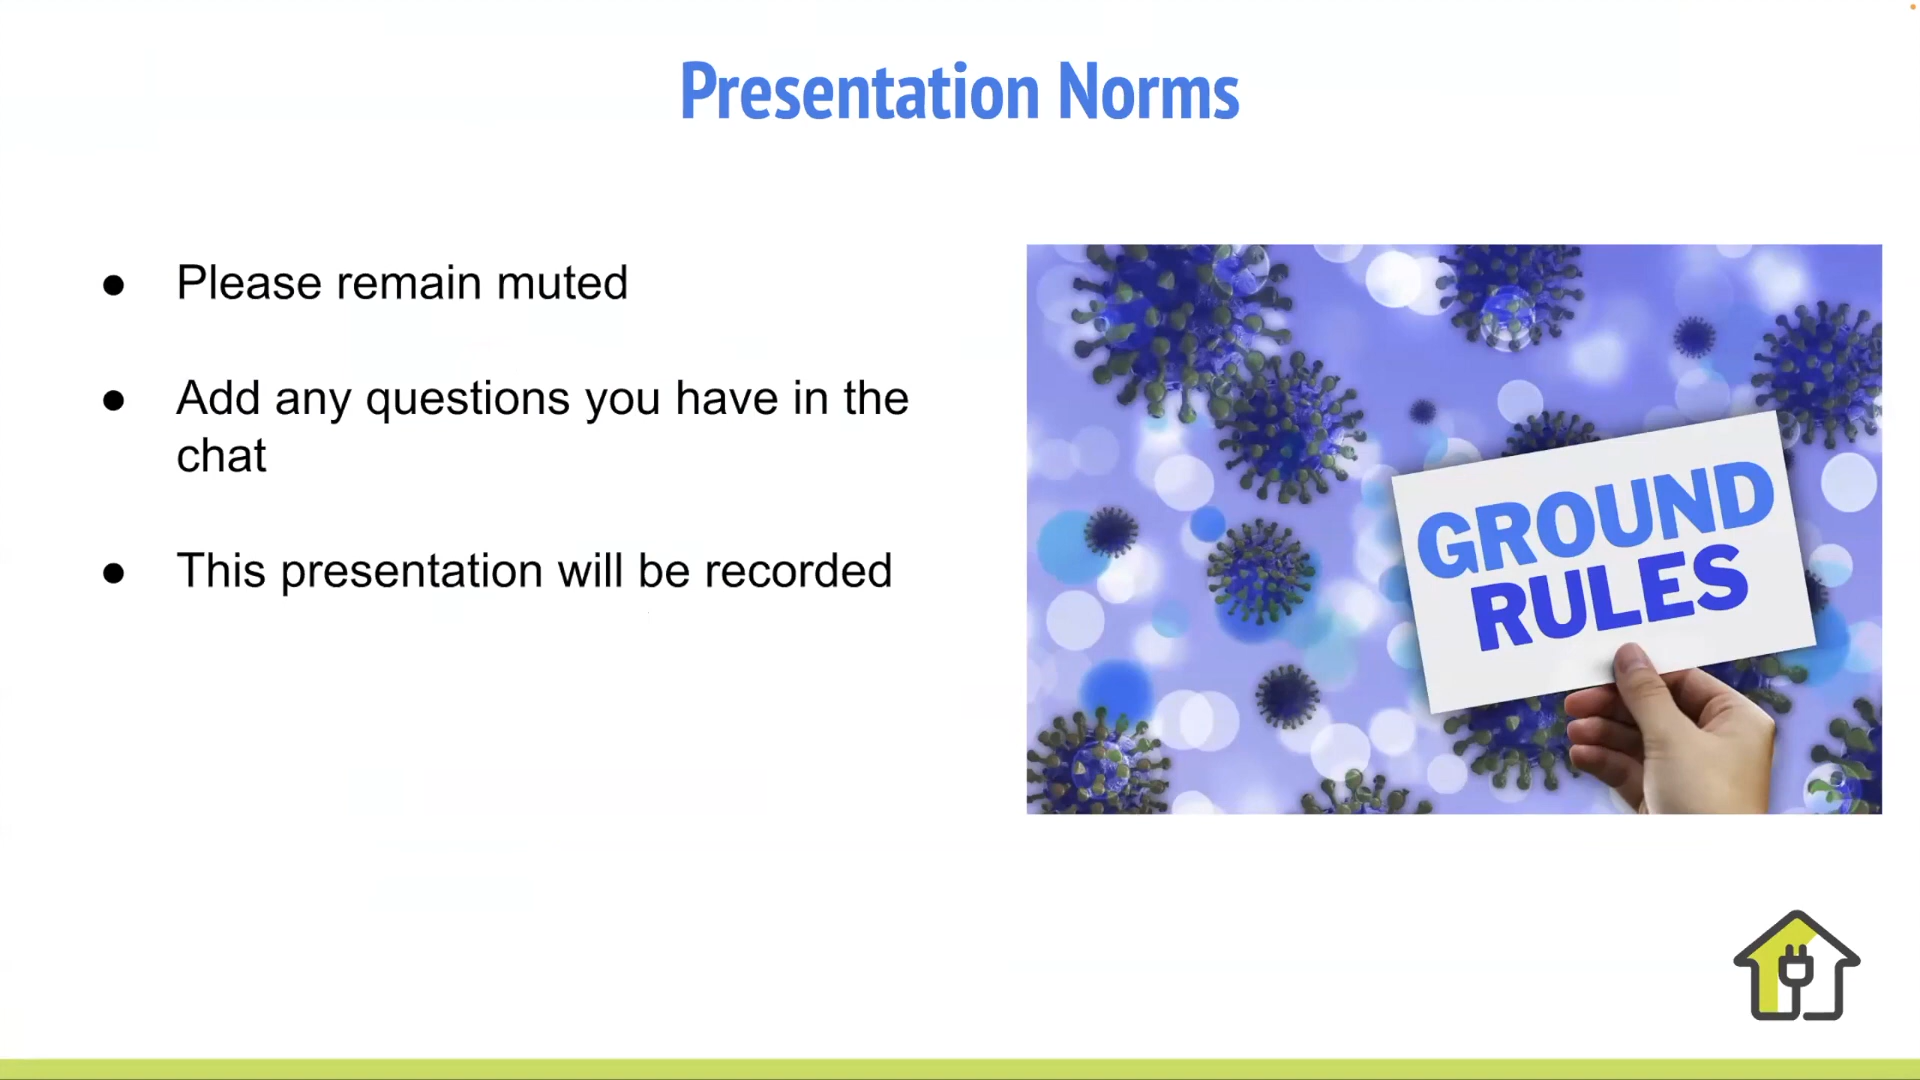 Presentation Norms
● Please remain muted
● Add any questions you have in the
chat
● This presentation will be recorded
GROUND
RULES